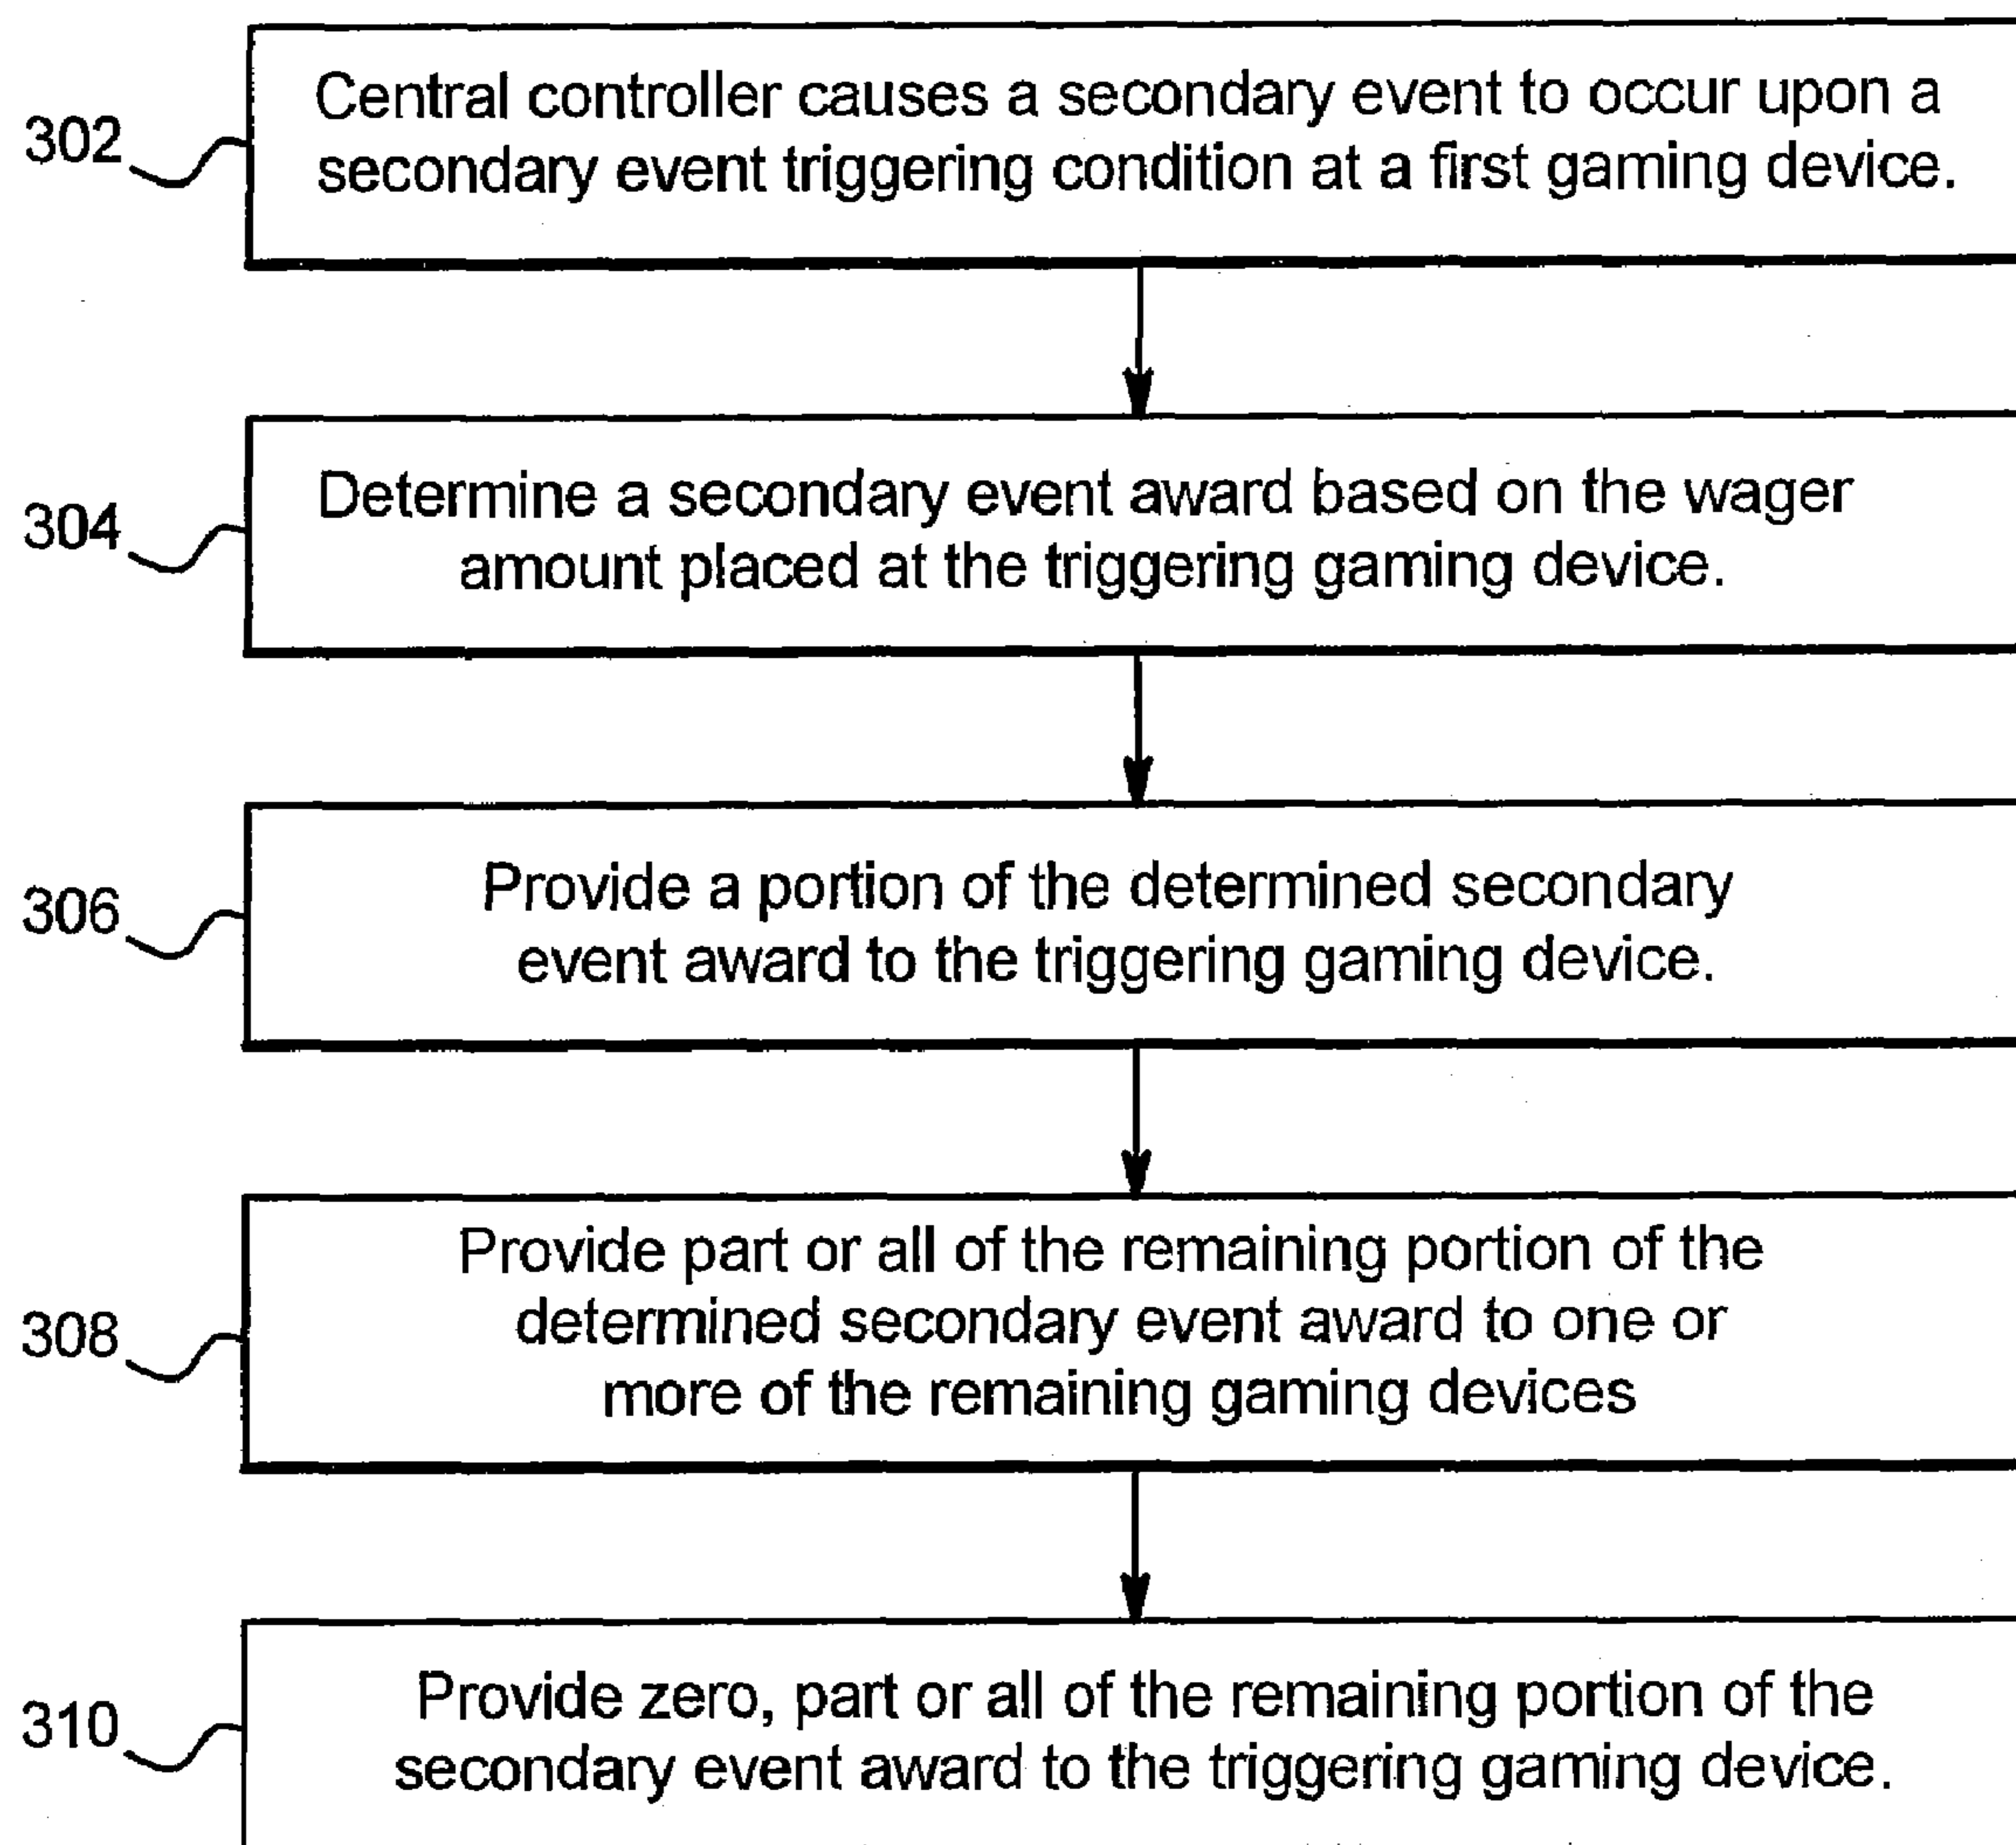 302
Central controller causes a secondary event to occur upon a
secondary event triggering condition at a first gaming device.
304
Determine a secondary event award based on the wager
amount placed at the triggering gaming device.
306
Provide a portion of the determined secondary
event award to the triggering gaming device.
308
Provide part or all of the remaining portion of the
determined secondary event award to one or
more of the remaining gaming devices
310
Provide zero, part or all of the remaining portion of the
secondary event award to the triggering gaming device.